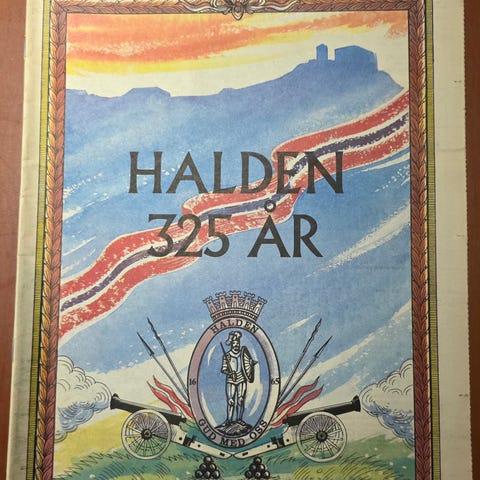 HALDEN
325 ÅR
HALDEN
16 65
GUD MED OSS